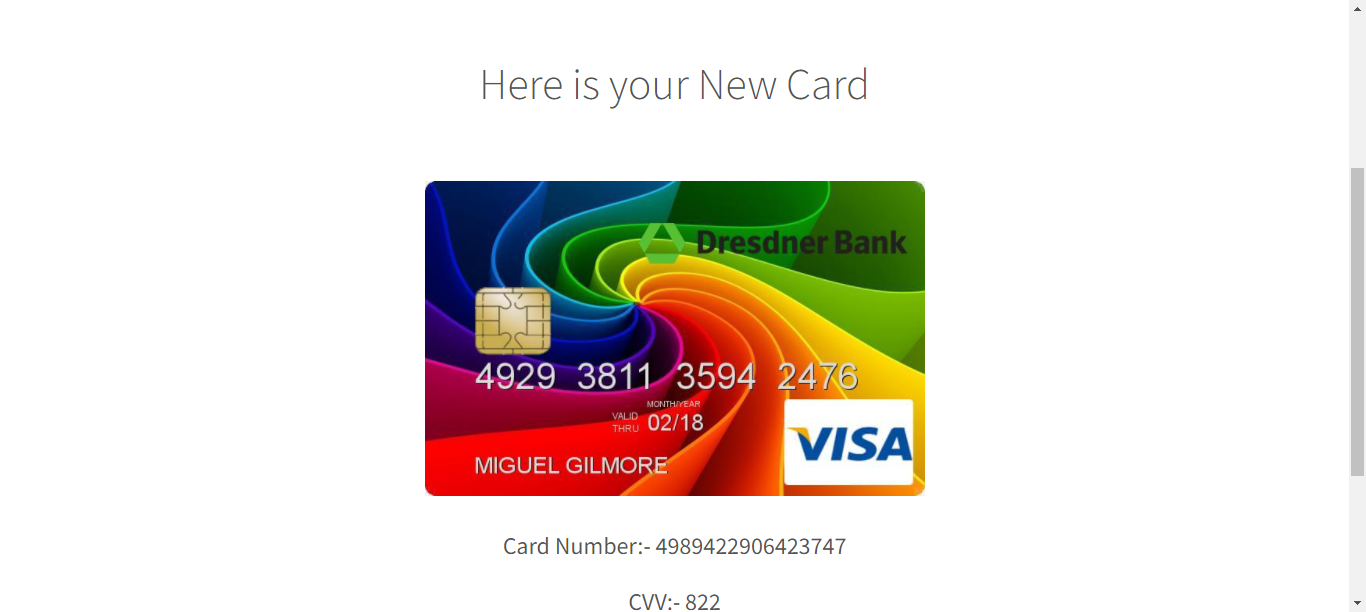 Here is your New Card
Dresdner Bank
4929 3811 3594 2476
MONTH/YEAR
VALID
THRU
02/18
VISA
MIGUEL GILMORE
Card Number:- 4989422906423747
CVV:- 822